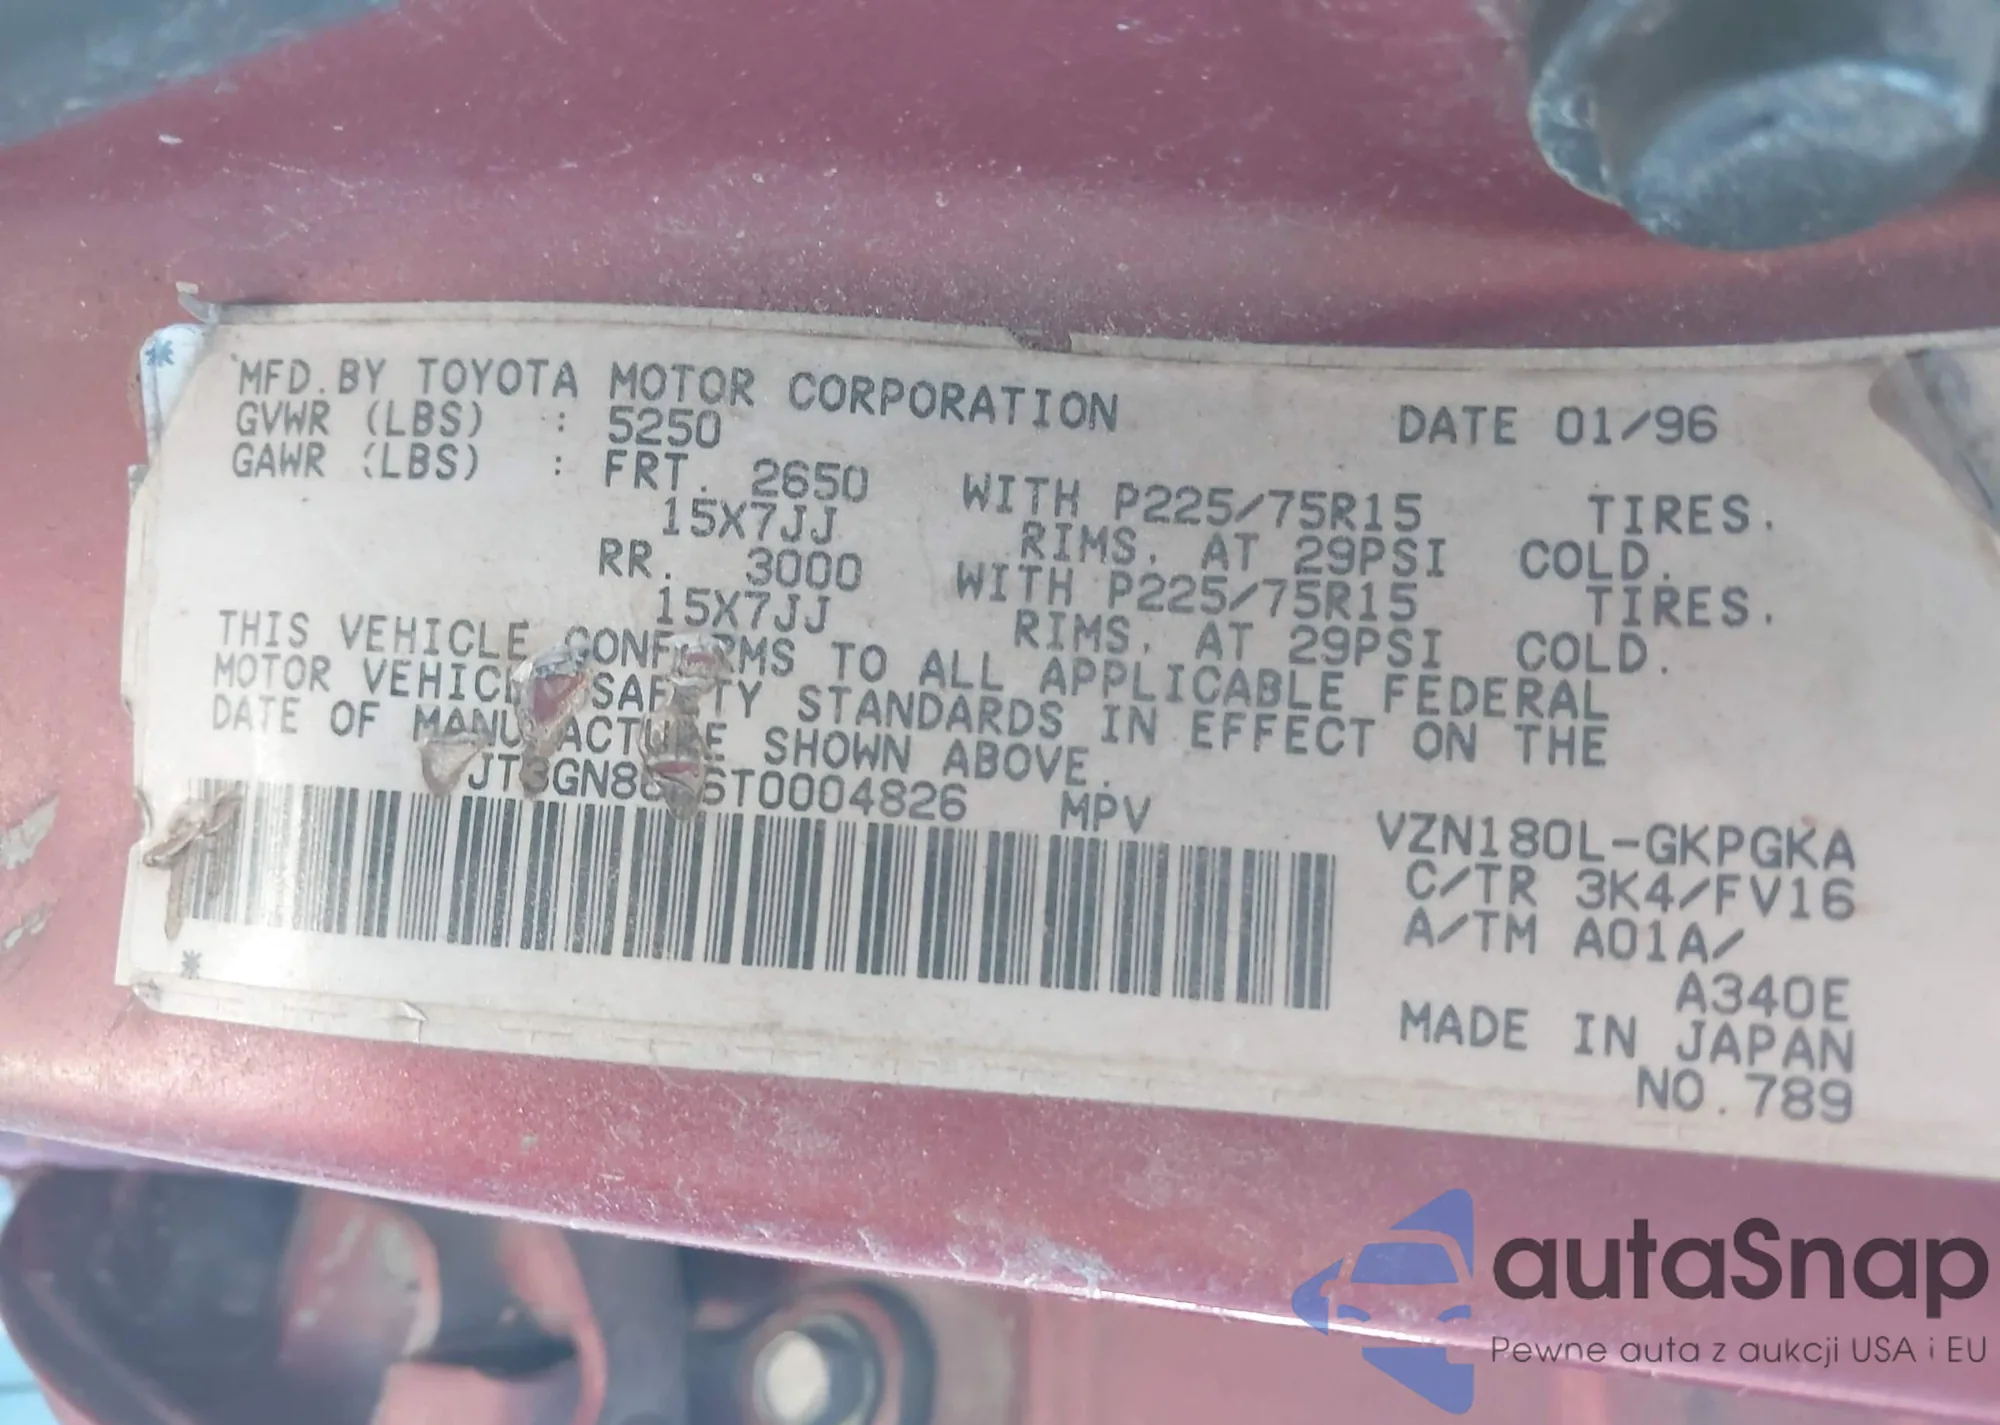 MFD.BY TOYOTA MOTOR CORPORATION DATE 01/96
GVWR (LBS) : 5250
GAWR (LBS) : FRT. 2650 WITH P225/75R15 TIRES.
15X7JJ RIMS, AT 29PSI COLD.
RR. 3000 WITH P225/75R15 TIRES.
15X7JJ RIMS, AT 29PSI COLD.
THIS VEHICLE CONFORMS TO ALL APPLICABLE FEDERAL
MOTOR VEHICLE SAFETY STANDARDS IN EFFECT ON THE
DATE OF MANUFACTURE SHOWN ABOVE.
MPV VZN180L-GKPGKA
C/TR 3K4/FV16
A/TM A01A/
A340E
MADE IN JAPAN
NO.789
autaSnap
Pewne auta z aukcji USA i EU